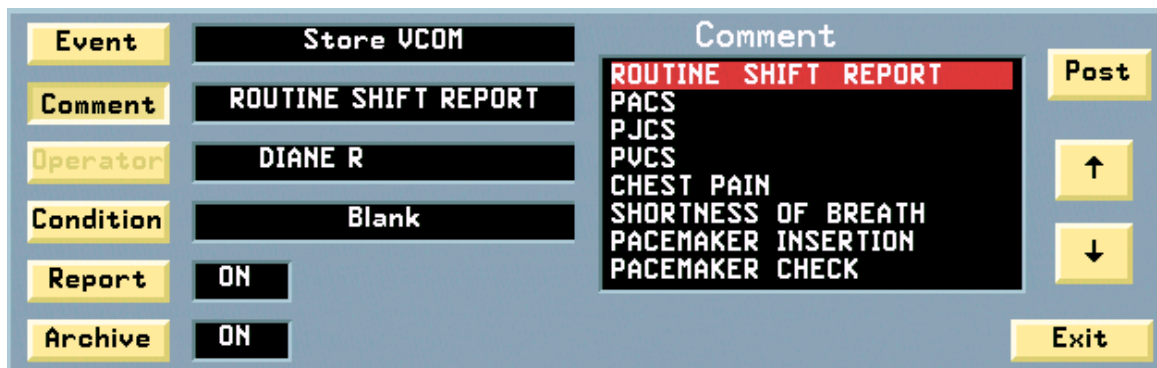 Event Store VCOM
Comment ROUTINE SHIFT REPORT
Operator DIANE R
Condition Blank
Report ON
Archive ON
Comment
ROUTINE SHIFT REPORT
PACS
PJCS
PVCS
CHEST PAIN
SHORTNESS OF BREATH
PACEMAKER INSERTION
PACEMAKER CHECK
Post
↑
↓
Exit